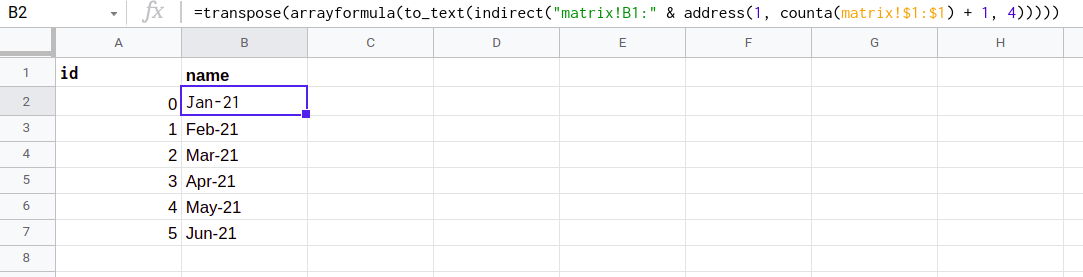 B2 fx =transpose(arrayformula(to_text(indirect("matrix!B1:" & address(1, counta(matrix!$1:$1) + 1, 4)))))
A B C D E F G H
1 id name
2 0 Jan-21
3 1 Feb-21
4 2 Mar-21
5 3 Apr-21
6 4 May-21
7 5 Jun-21
8